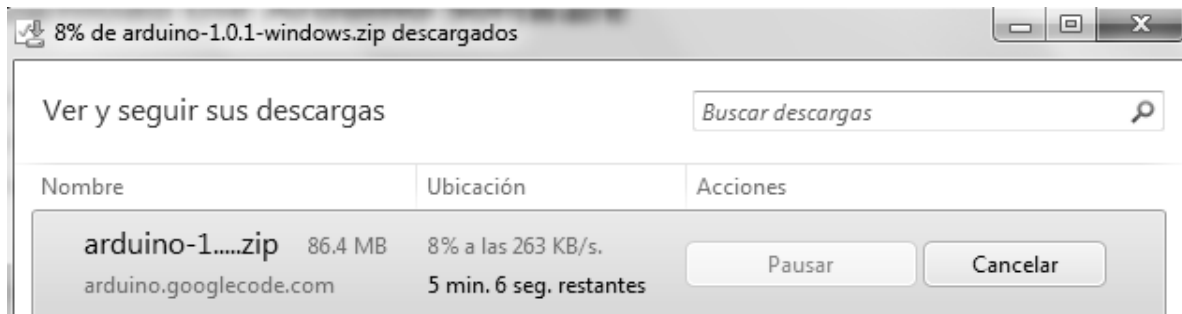 8% de arduino-1.0.1-windows.zip descargados
Ver y seguir sus descargas
Buscar descargas
Nombre Ubicación Acciones
arduino-1.....zip 86.4 MB 8% a las 263 KB/s. Pausar Cancelar
arduino.googlecode.com 5 min. 6 seg. restantes